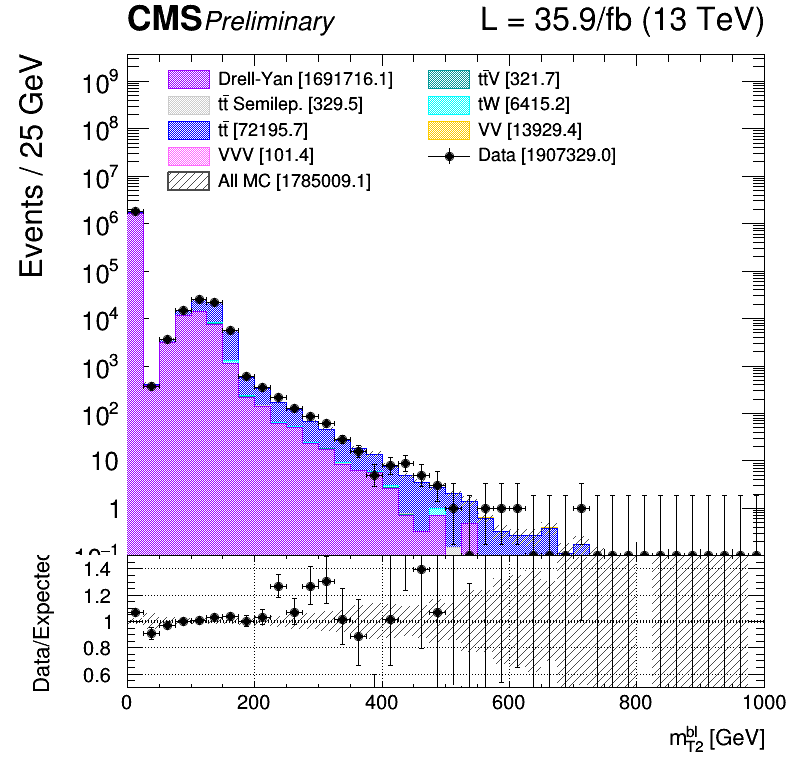 CMS Preliminary L = 35.9/fb (13 TeV)
Events / 25 GeV
Drell-Yan [1691716.1]
tt̄ Semilep. [329.5]
tt̄ [72195.7]
VVV [101.4]
All MC [1785009.1]
tt̄V [321.7]
tW [6415.2]
VV [13929.4]
Data [1907329.0]
10⁹
10⁸
10⁷
10⁶
10⁵
10⁴
10³
10²
10
1
10⁻¹
Data/Expected
1.4
1.2
1
0.8
0.6
0 200 400 600 800 1000
m_T2^bl [GeV]